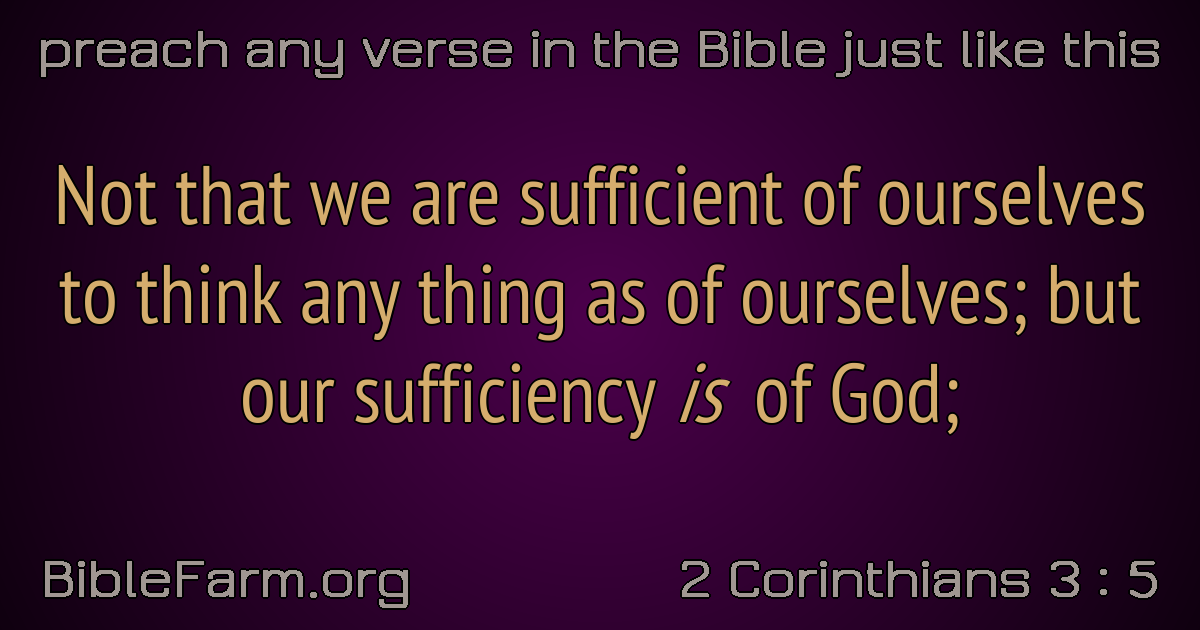 preach any verse in the Bible just like this
Not that we are sufficient of ourselves
to think any thing as of ourselves; but
our sufficiency is of God;
BibleFarm.org
2 Corinthians 3 : 5